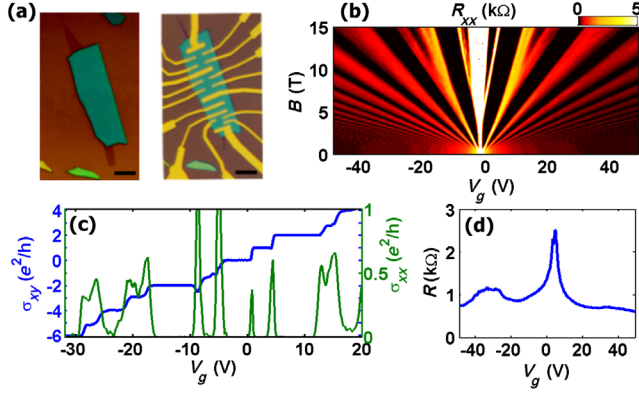 (a)
(b)
R_xx (kΩ)
0 5
15
10
5
0
B (T)
-40 -20 0 20 40
V_g (V)
(c)
4
2
0
-2
-4
-6
σ_xy (e²/h)
1
0.5
0
σ_xx (e²/h)
-30 -20 -10 0 10 20
V_g (V)
(d)
3
2
1
0
R (kΩ)
-40 -20 0 20 40
V_g (V)